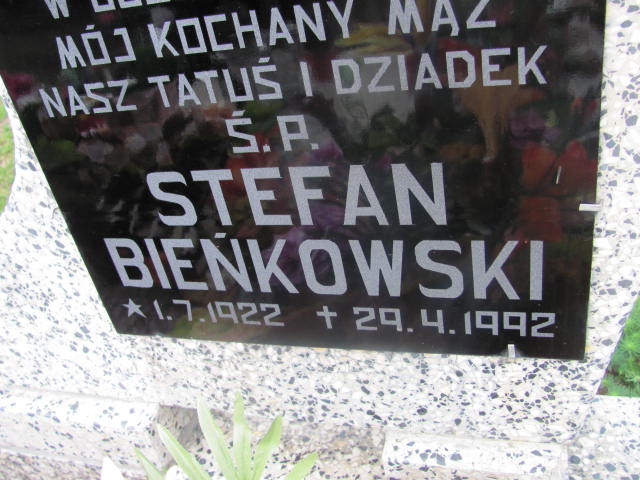 W
MÓJ KOCHANY MĄŻ
NASZ TATUŚ I DZIADEK
Ś.P.
STEFAN
BIEŃKOWSKI
★1.7.1922 ✝29.4.1992